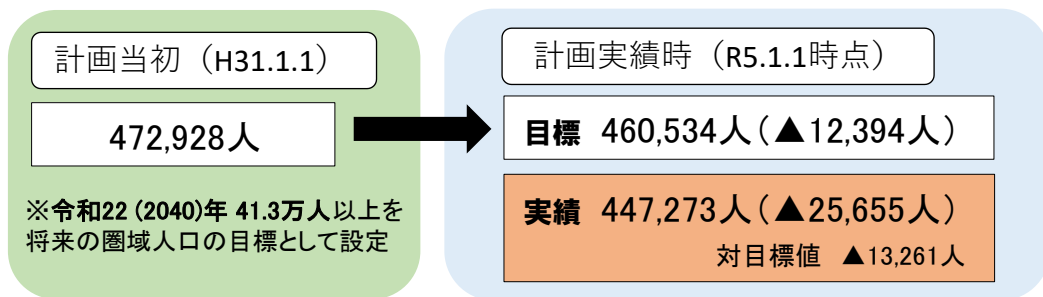 計画当初（H31.1.1）
472,928人
※令和22 (2040)年 41.3万人以上を
将来の圏域人口の目標として設定
計画実績時（R5.1.1時点）
目標 460,534人（▲12,394人）
実績 447,273人（▲25,655人）
対目標値 ▲13,261人